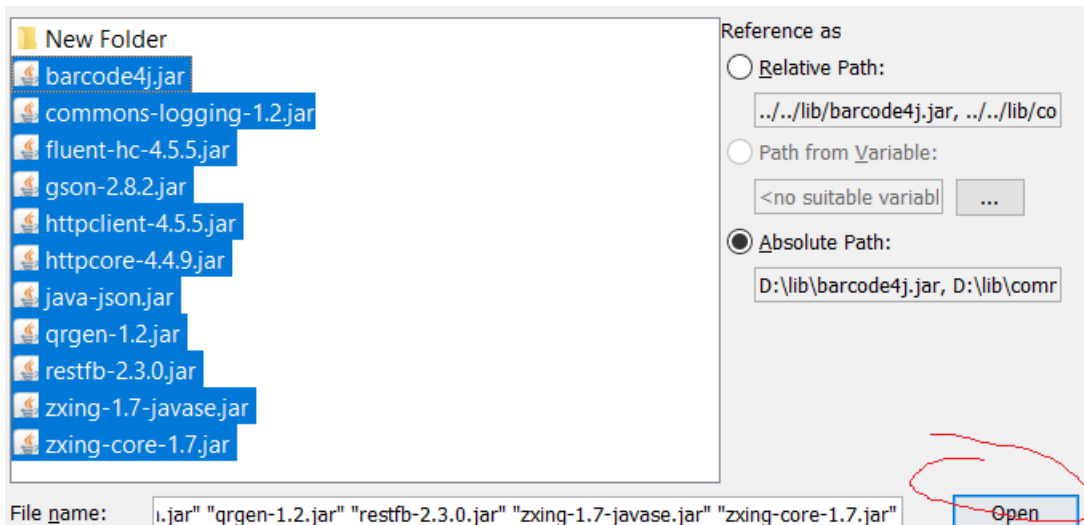 New Folder
barcode4j.jar
commons-logging-1.2.jar
fluent-hc-4.5.5.jar
gson-2.8.2.jar
httpclient-4.5.5.jar
httpcore-4.4.9.jar
java-json.jar
qrgen-1.2.jar
restfb-2.3.0.jar
zxing-1.7-javase.jar
zxing-core-1.7.jar
Reference as
Relative Path:
../../lib/barcode4j.jar, ../../lib/co
Path from Variable:
<no suitable variabl
...
Absolute Path:
D:\lib\barcode4j.jar, D:\lib\comr
File name:
ı.jar" "qrgen-1.2.jar" "restfb-2.3.0.jar" "zxing-1.7-javase.jar" "zxing-core-1.7.jar"
Open